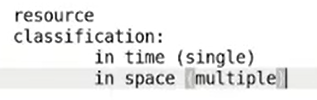 resource
classification:
in time (single)
in space (multiple)